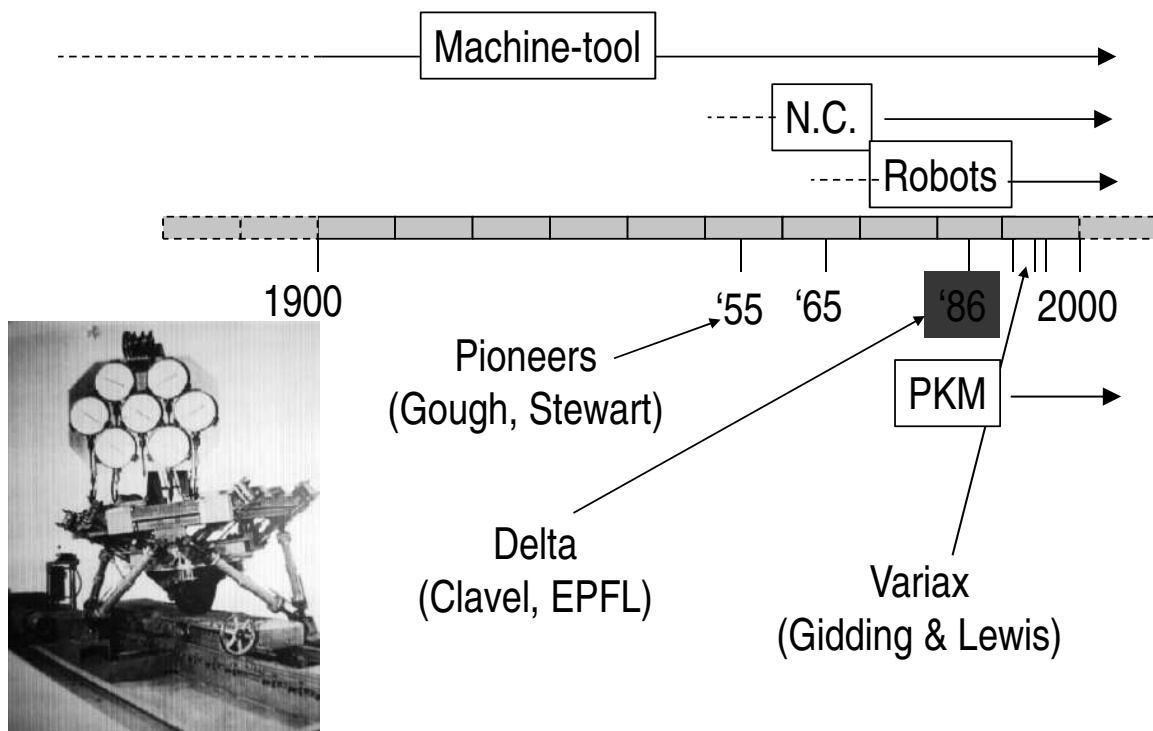 Machine-tool
N.C.
Robots
1900
‘55
‘65
‘86
2000
Pioneers
(Gough, Stewart)
PKM
Delta
(Clavel, EPFL)
Variax
(Gidding & Lewis)